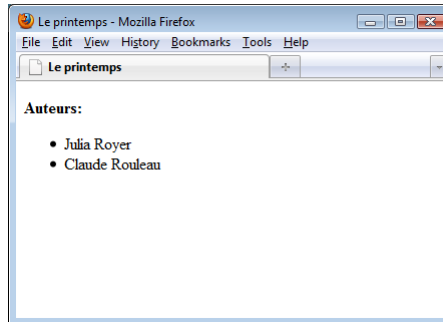 Le printemps - Mozilla Firefox
File Edit View History Bookmarks Tools Help
Le printemps
Auteurs:
Julia Royer
Claude Rouleau